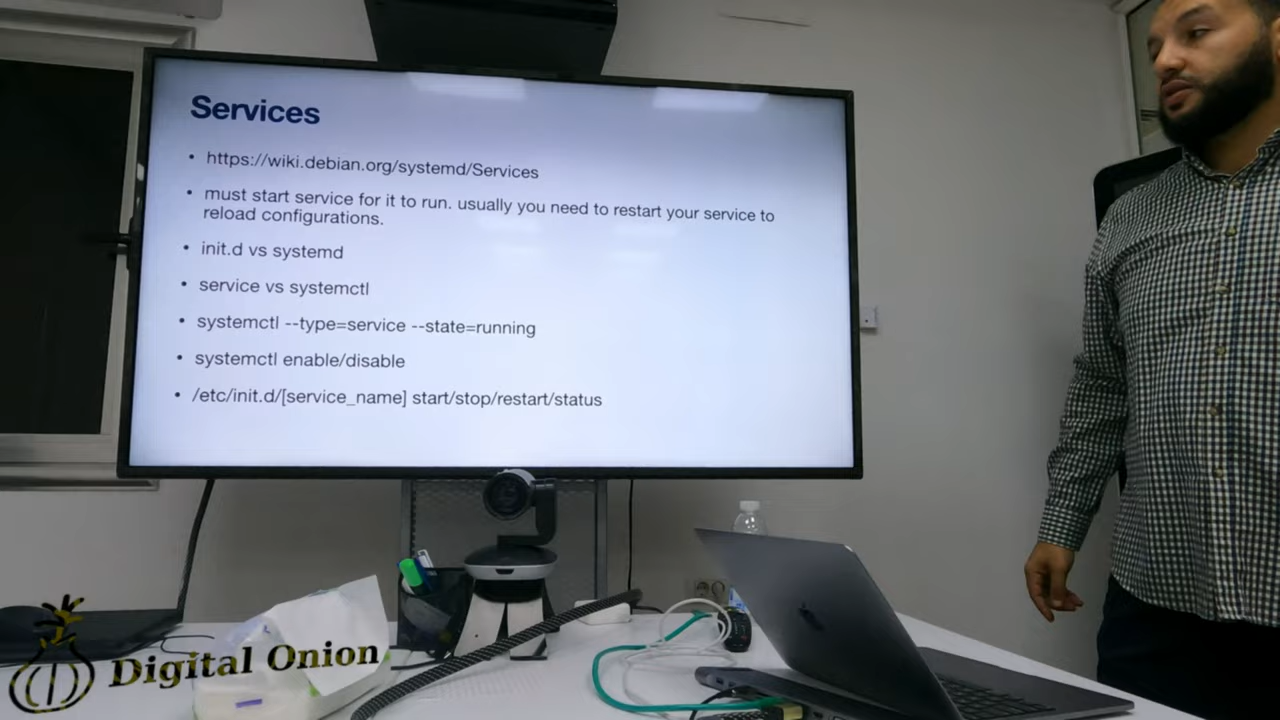 Services
• https://wiki.debian.org/systemd/Services
• must start service for it to run. usually you need to restart your service to
reload configurations.
• init.d vs systemd
• service vs systemctl
• systemctl --type=service --state=running
• systemctl enable/disable
• /etc/init.d/[service_name] start/stop/restart/status
Digital Onion